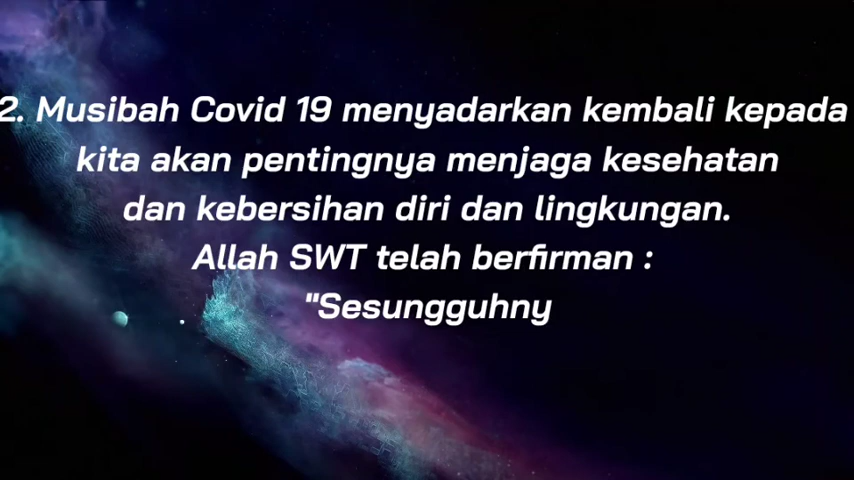 2. Musibah Covid 19 menyadarkan kembali kepada
kita akan pentingnya menjaga kesehatan
dan kebersihan diri dan lingkungan.
Allah SWT telah berfirman :
"Sesungguhny